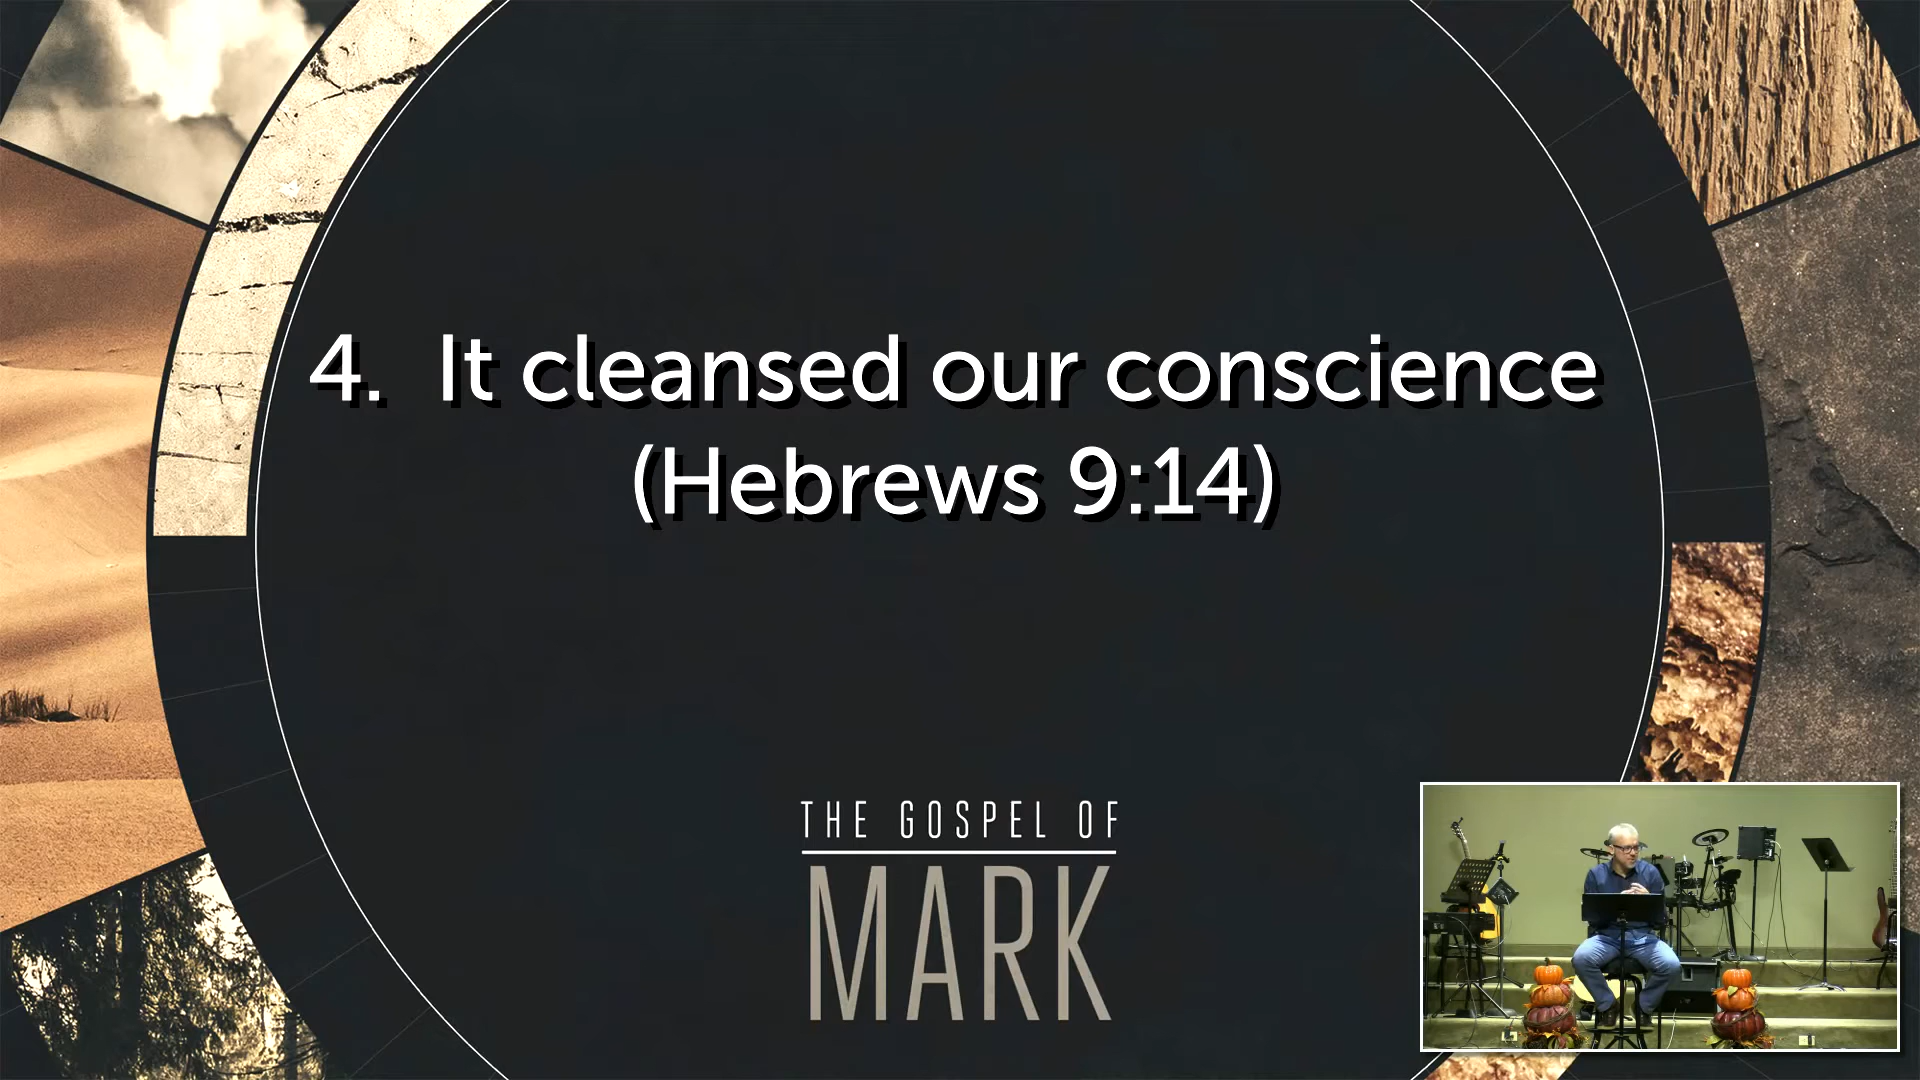 4. It cleansed our conscience
(Hebrews 9:14)
THE GOSPEL OF
MARK